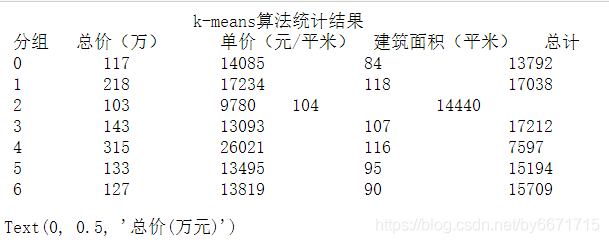 k-means算法统计结果
分组 总价（万） 单价（元/平米） 建筑面积（平米） 总计
0 117 14085 84 13792
1 218 17234 118 17038
2 103 9780 104 14440
3 143 13093 107 17212
4 315 26021 116 7597
5 133 13495 95 15194
6 127 13819 90 15709
Text(0, 0.5, '总价(万元)')
https://blog.csdn.net/by6671715